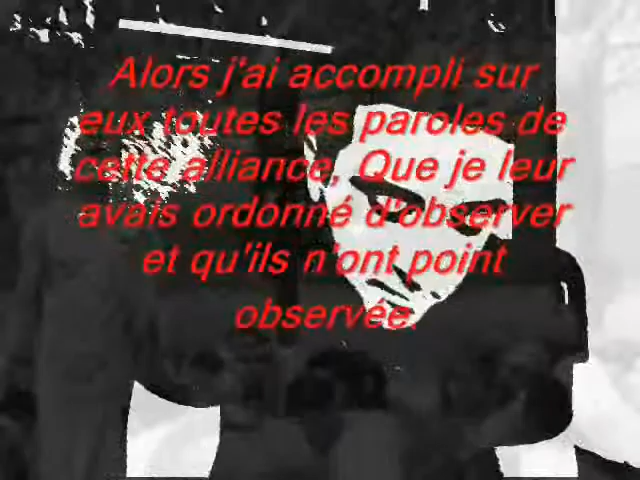 Alors j'ai accompli sur
eux toutes les paroles de
cette alliance, Que je leur
avais ordonné d'observer
et qu'ils n'ont point
observée.